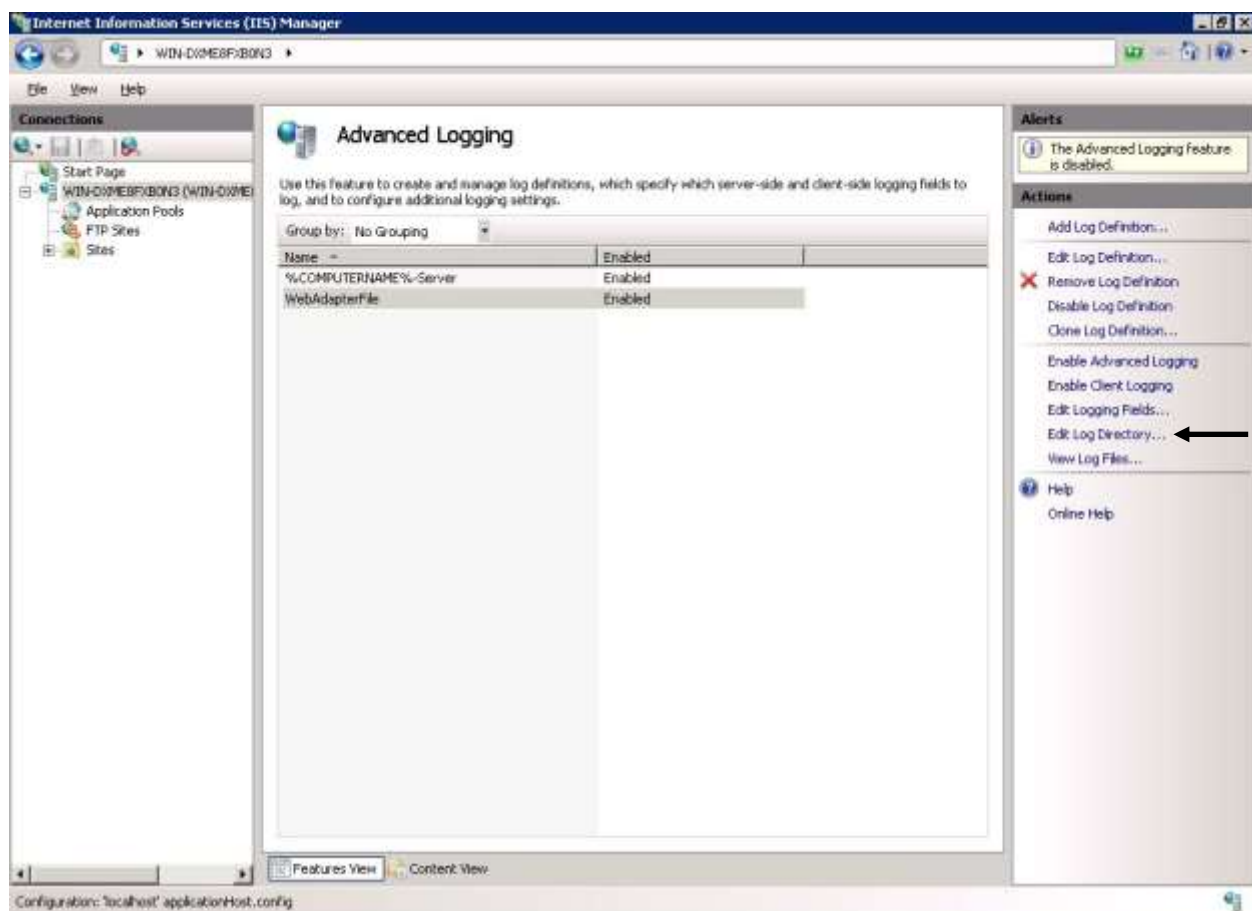 Internet Information Services (IIS) Manager
WIN-DXME8FXB0N3
File View Help
Connections
Start Page
WIN-DXME8FXB0N3 (WIN-DXME
Application Pools
FTP Sites
Sites
Advanced Logging
Use this feature to create and manage log definitions, which specify which server-side and client-side logging fields to
log, and to configure additional logging settings.
Group by: No Grouping
Name Enabled
%COMPUTERNAME%-Server Enabled
WebAdapterFile Enabled
Features View Content View
Alerts
The Advanced Logging feature
is disabled.
Actions
Add Log Definition...
Edit Log Definition...
Remove Log Definition
Disable Log Definition
Clone Log Definition...
Enable Advanced Logging
Enable Client Logging
Edit Logging Fields...
Edit Log Directory...
View Log Files...
Help
Online Help
Configuration: 'localhost' applicationHost.config